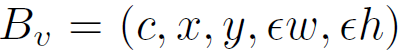 B_v = (c, x, y, ϵw, ϵh)